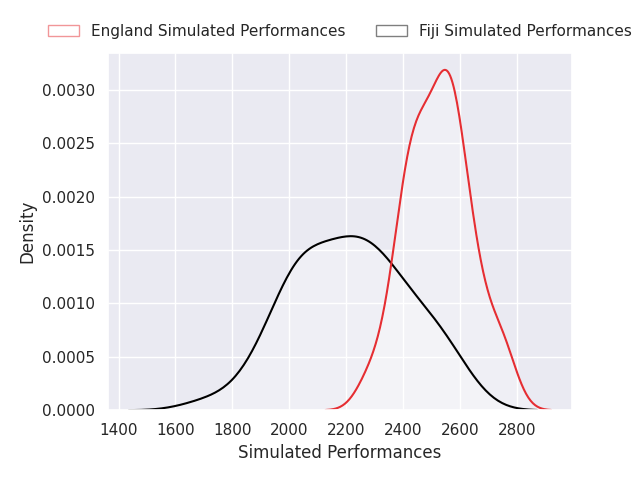 England Simulated Performances Fiji Simulated Performances
0.0030
0.0025
0.0020
0.0015
0.0010
0.0005
0.0000
Density
1400 1600 1800 2000 2200 2400 2600 2800
Simulated Performances